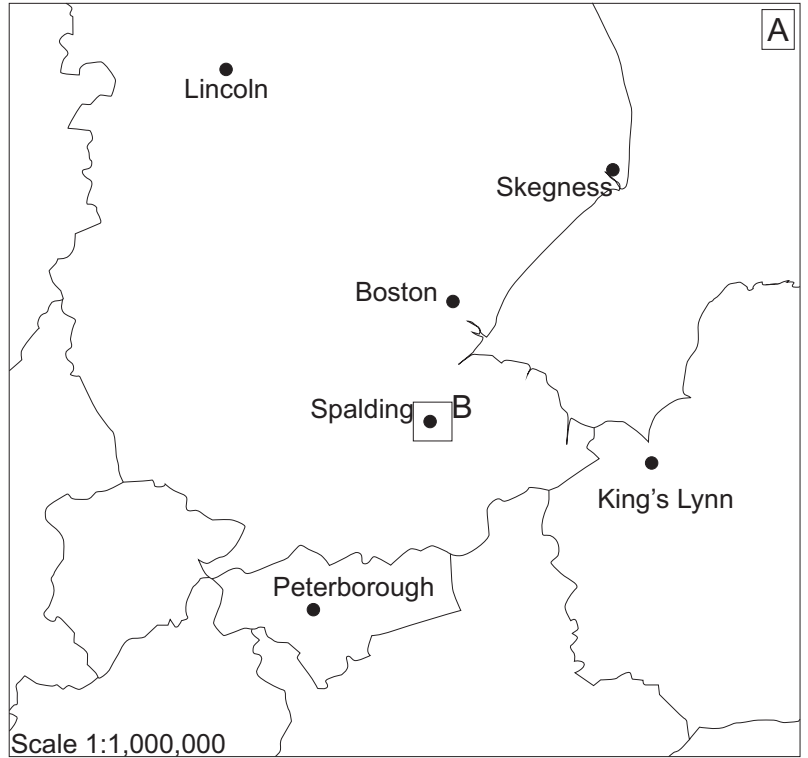 A
Lincoln
Skegness
Boston
Spalding B
King's Lynn
Peterborough
Scale 1:1,000,000